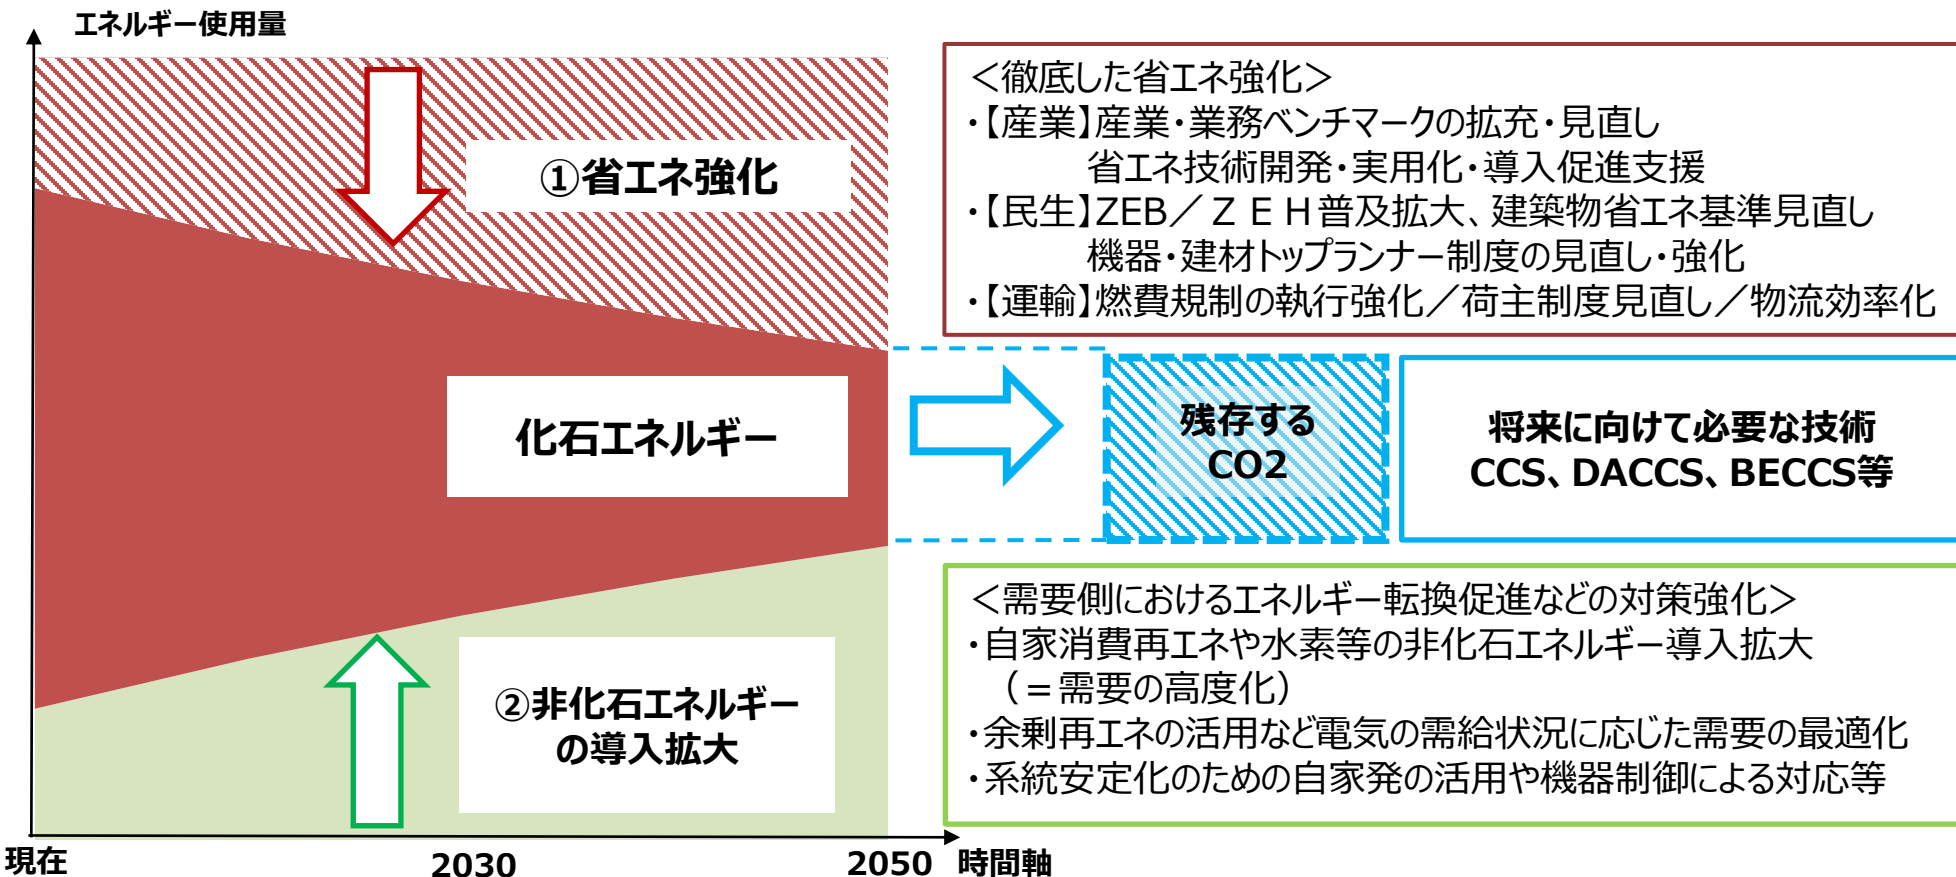 エネルギー使用量
①省エネ強化
化石エネルギー
②非化石エネルギー
の導入拡大
現在
2030
2050
時間軸
＜徹底した省エネ強化＞
・【産業】産業・業務ベンチマークの拡充・見直し
省エネ技術開発・実用化・導入促進支援
・【民生】ZEB／ＺＥＨ普及拡大、建築物省エネ基準見直し
機器・建材トップランナー制度の見直し・強化
・【運輸】燃費規制の執行強化／荷主制度見直し／物流効率化
残存する
CO2
将来に向けて必要な技術
CCS、DACCS、BECCS等
＜需要側におけるエネルギー転換促進などの対策強化＞
・自家消費再エネや水素等の非化石エネルギー導入拡大
（＝需要の高度化）
・余剰再エネの活用など電気の需給状況に応じた需要の最適化
・系統安定化のための自家発の活用や機器制御による対応等